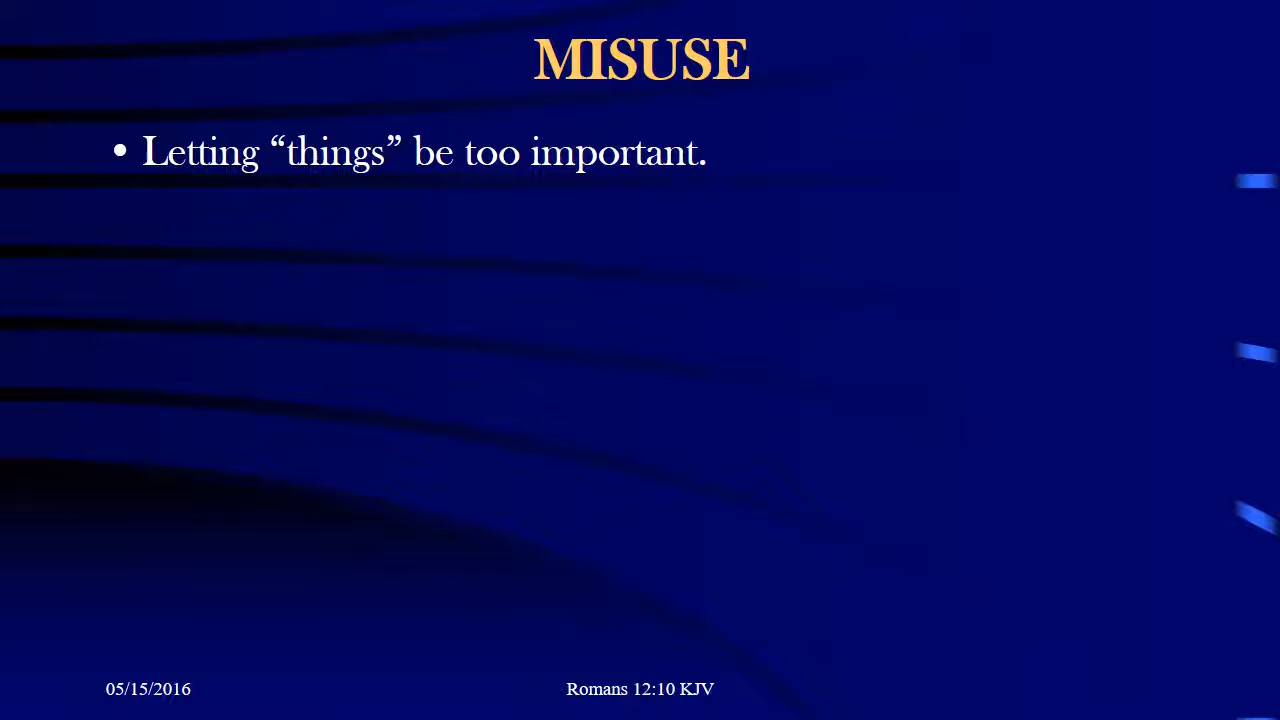 MISUSE
• Letting “things” be too important.
05/15/2016
Romans 12:10 KJV